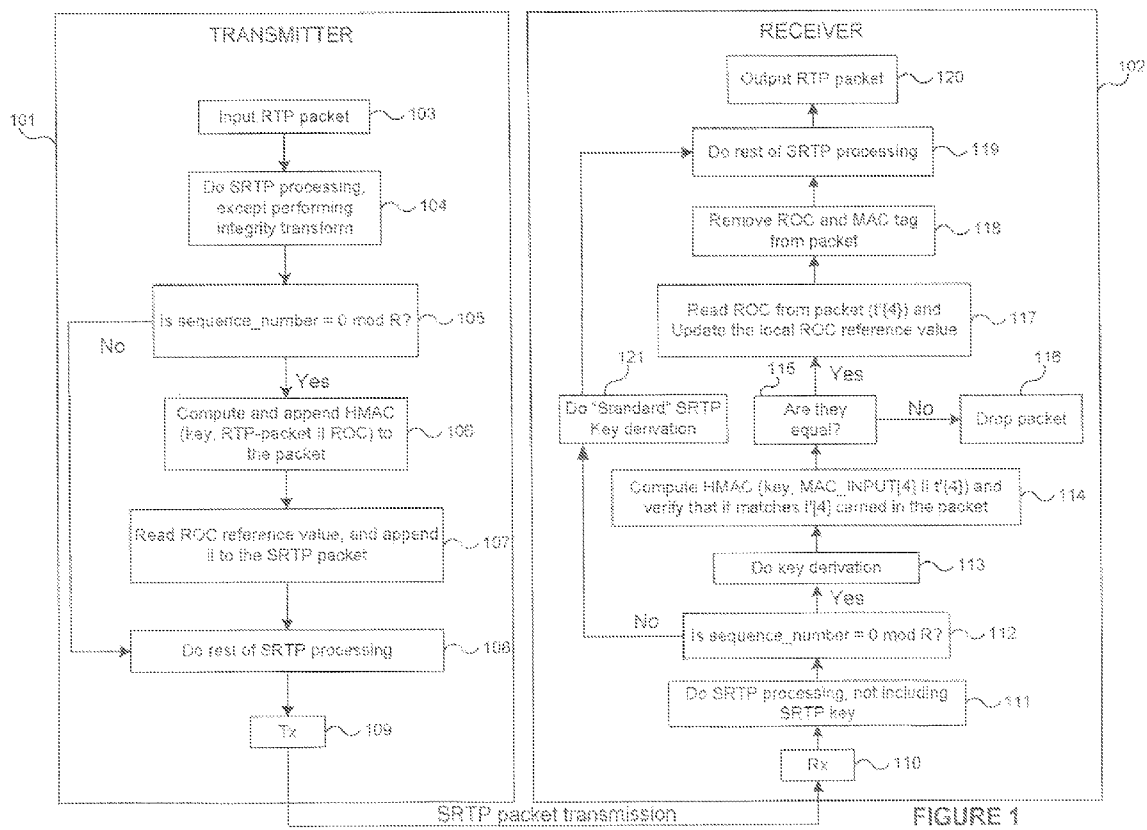 TRANSMITTER
101
Input RTP packet
103
Do SRTP processing,
except performing
integrity transform
104
Is sequence_number = 0 mod R?
105
No
Yes
Compute and append HMAC
(key, RTP-packet || ROC) to
the packet
106
Read ROC reference value, and append
it to the SRTP packet
107
Do rest of SRTP processing
108
Tx
109
SRTP packet transmission
RECEIVER
102
Output RTP packet
120
Do rest of SRTP processing
119
Remove ROC and MAC tag
from packet
118
Read ROC from packet (t'{4}) and
Update the local ROC reference value
117
121
Do "Standard" SRTP
Key derivation
115
Yes
Are they
equal?
No
116
Drop packet
Compute HMAC (key, MAC_INPUT[4] || t'{4}) and
verify that it matches t'[4] carried in the packet
114
Do key derivation
113
Yes
No
Is sequence_number = 0 mod R?
112
Do SRTP processing, not including
SRTP key
111
Rx
110
FIGURE 1